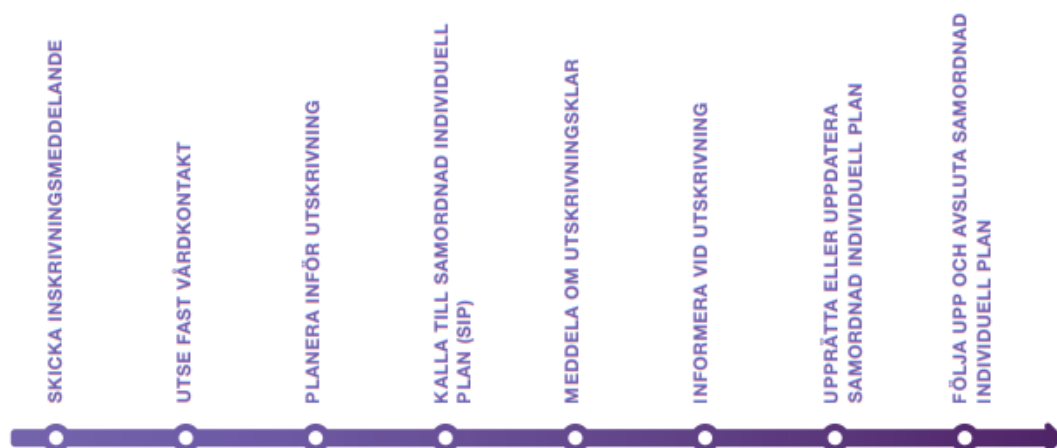 SKICKA INSKRIVNINGSMEDDELANDE
UTSE FAST VÅRDKONTAKT
PLANERA INFÖR UTSKRIVNING
KALLA TILL SAMORDNAD INDIVIDUELL
PLAN (SIP)
MEDDELA OM UTSKRIVNINGSKLAR
INFORMERA VID UTSKRIVNING
UPPRÄTTA ELLER UPPDATERA
SAMORDNAD INDIVIDUELL PLAN
FÖLJA UPP OCH AVSLUTA SAMORDNAD
INDIVIDUELL PLAN